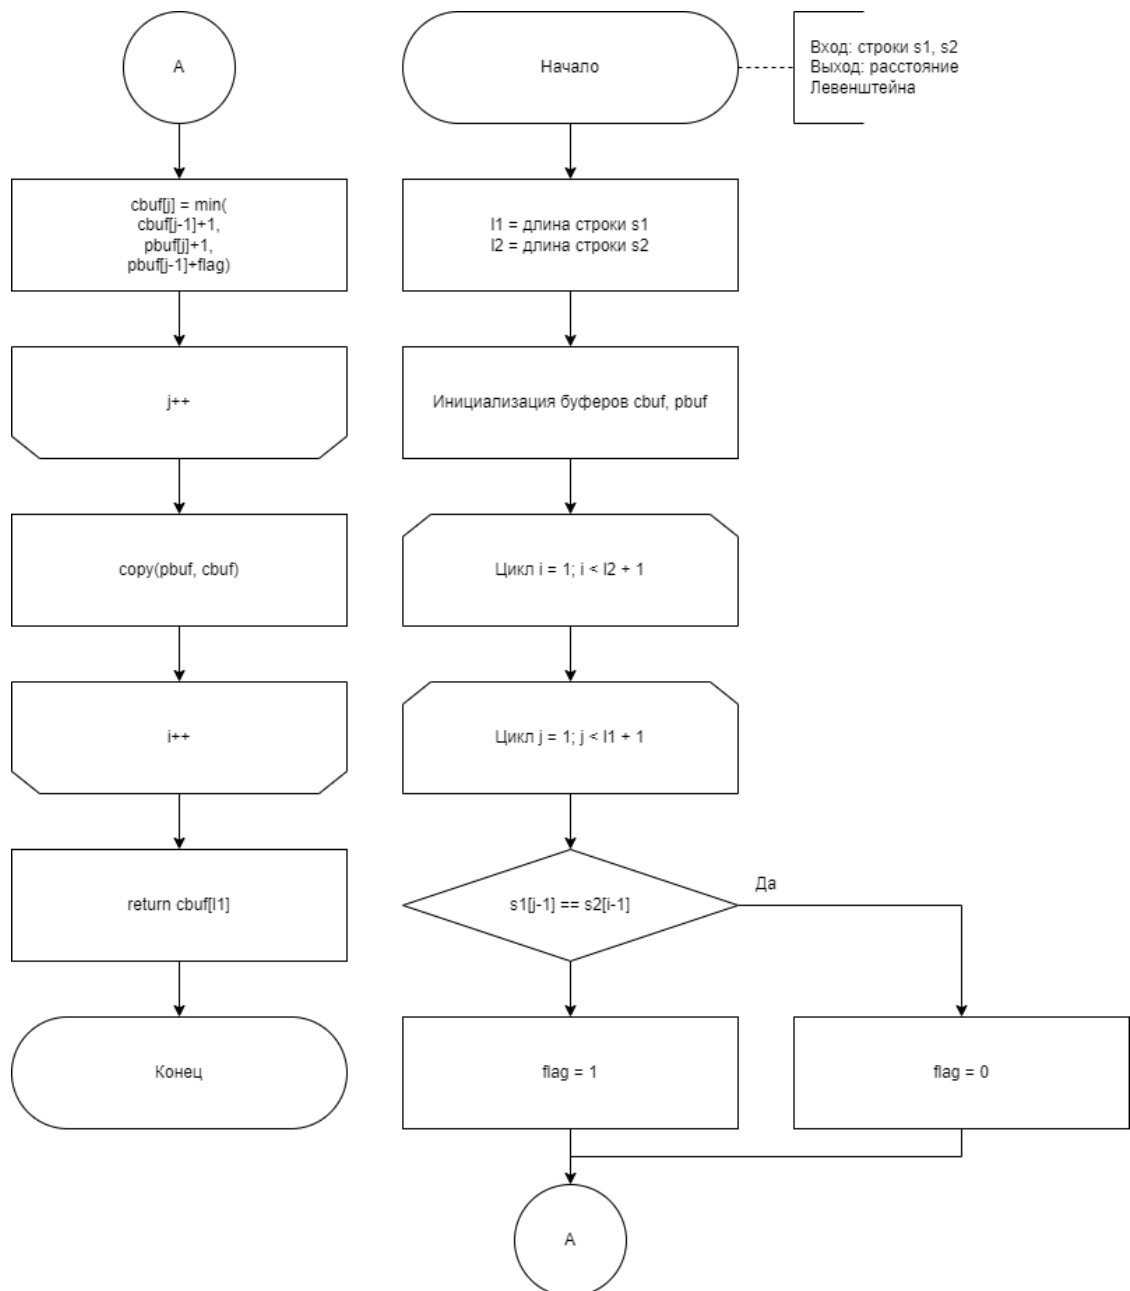 A
cbuf[j] = min(
cbuf[j-1]+1,
pbuf[j]+1,
pbuf[j-1]+flag)
j++
copy(pbuf, cbuf)
i++
return cbuf[l1]
Конец
Начало
Вход: строки s1, s2
Выход: расстояние
Левенштейна
l1 = длина строки s1
l2 = длина строки s2
Инициализация буферов cbuf, pbuf
Цикл i = 1; i < l2 + 1
Цикл j = 1; j < l1 + 1
s1[j-1] == s2[i-1]
Да
flag = 1
flag = 0
A